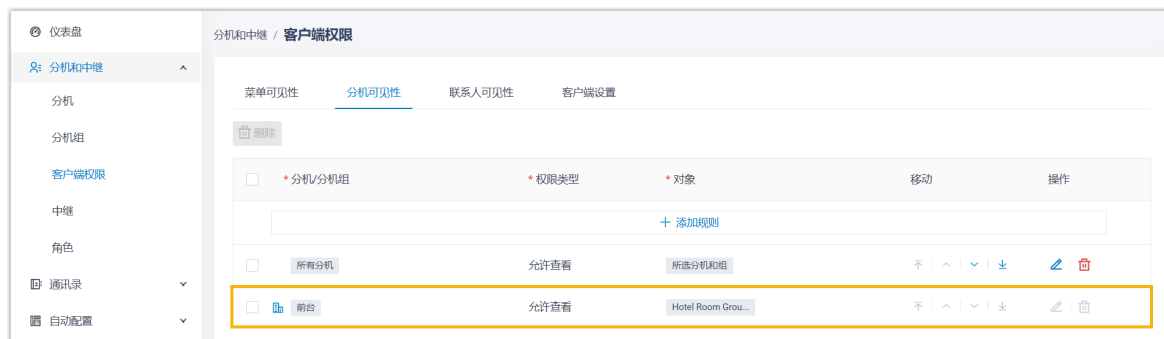 仪表盘
分机和中继
分机
分机组
客户端权限
中继
角色
通讯录
自动配置
分机和中继 / 客户端权限
菜单可见性 分机可见性 联系人可见性 客户端设置
删除
* 分机/分机组 * 权限类型 * 对象 移动 操作
+ 添加规则
所有分机 允许查看 所选分机和组
前台 允许查看 Hotel Room Grou...